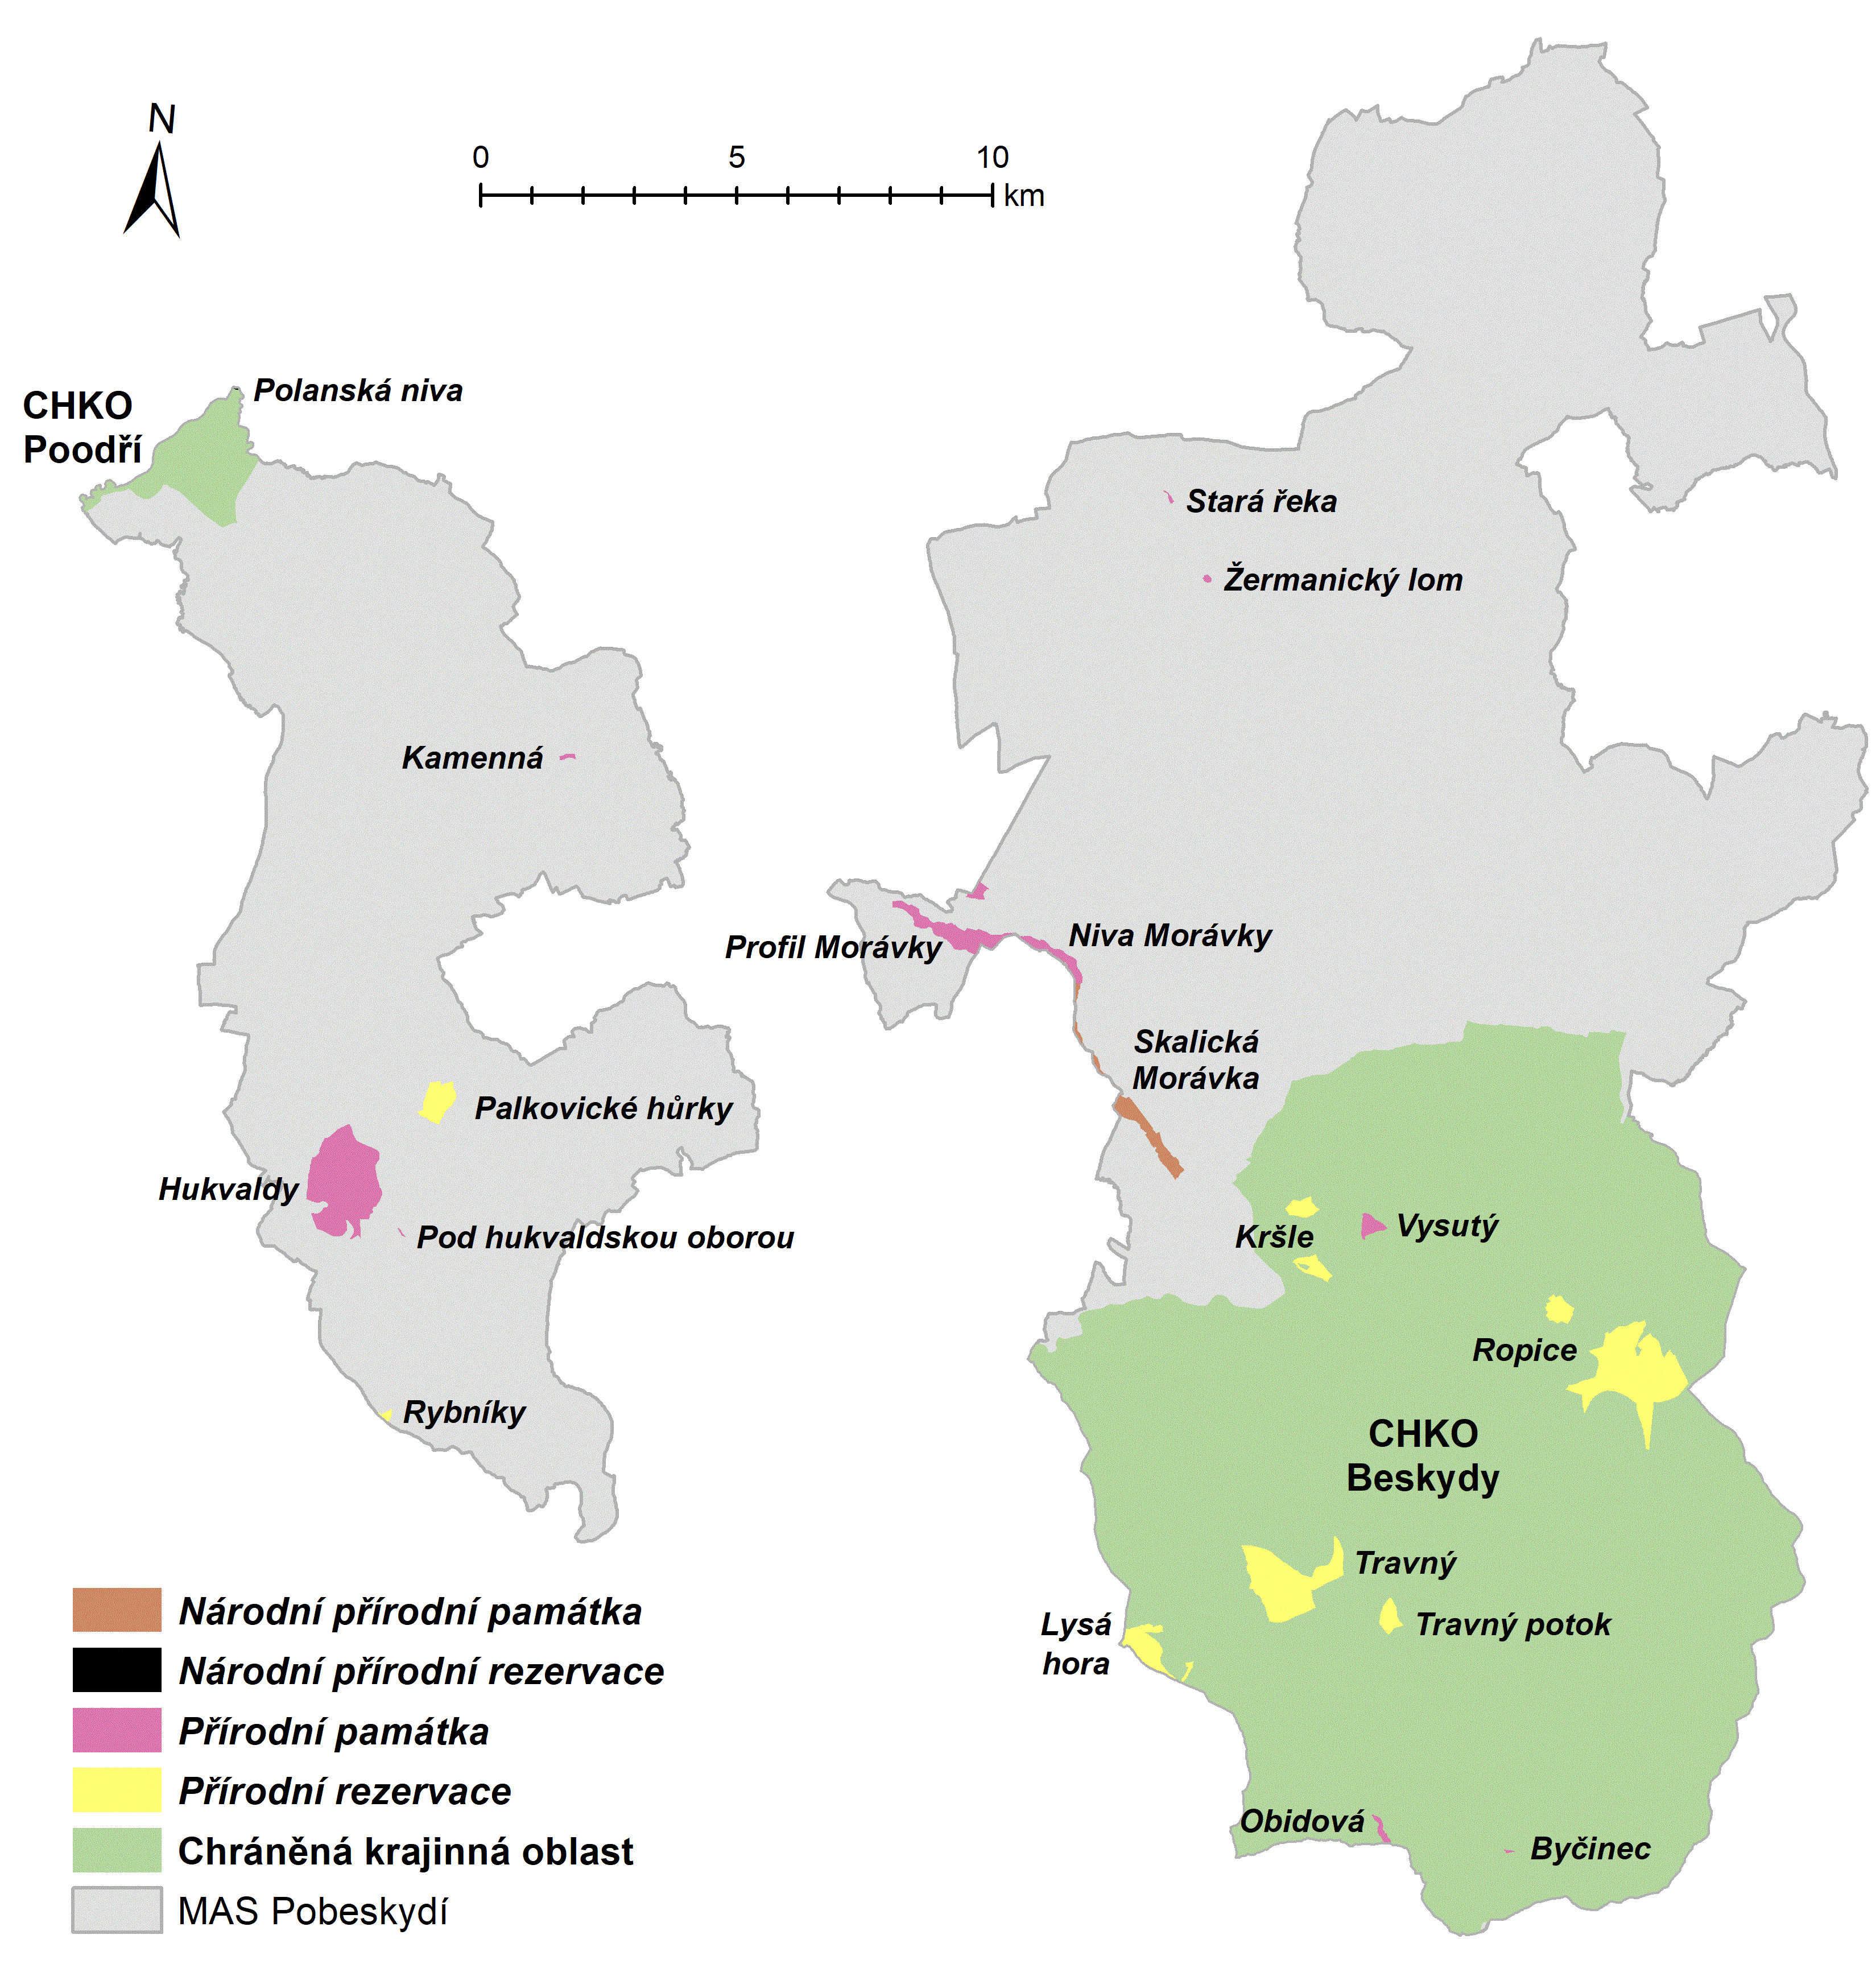 N
0 5 10
km
CHKO
Poodří
Polanská niva
Stará řeka
Žermanický lom
Kamenná
Profil Morávky
Niva Morávky
Skalická
Morávka
Palkovické hůrky
Hukvaldy
Pod hukvaldskou oborou
Kršle
Vysutý
Ropice
Rybníky
CHKO
Beskydy
Travný
Travný potok
Lysá
hora
Obidová
Byčinec
Národní přírodní památka
Národní přírodní rezervace
Přírodní památka
Přírodní rezervace
Chráněná krajinná oblast
MAS Pobeskydí